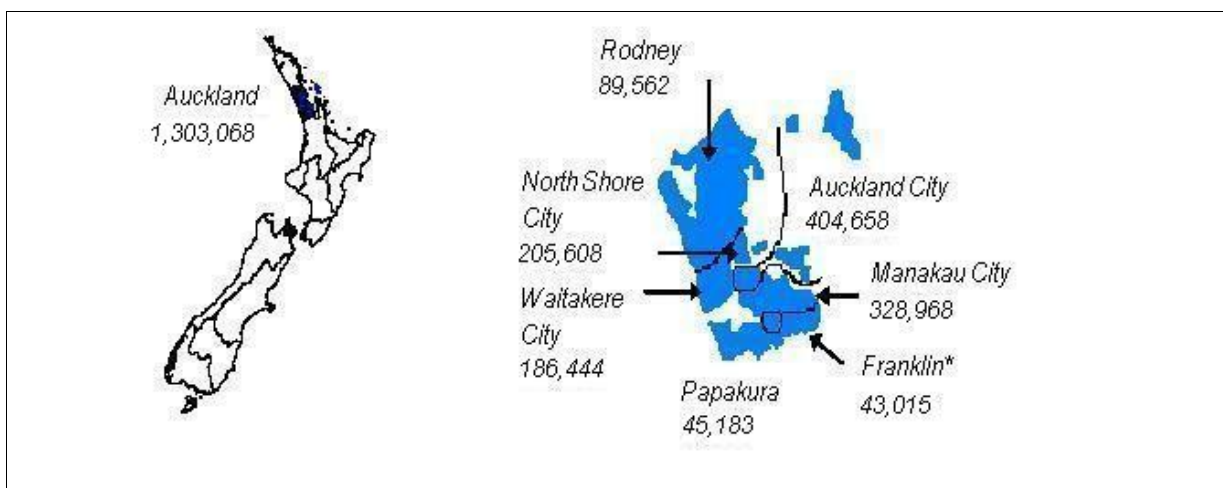 Auckland
1,303,068
Rodney
89,562
North Shore
City
205,608
Waitakere
City
186,444
Auckland City
404,658
Manakau City
328,968
Franklin*
43,015
Papakura
45,183